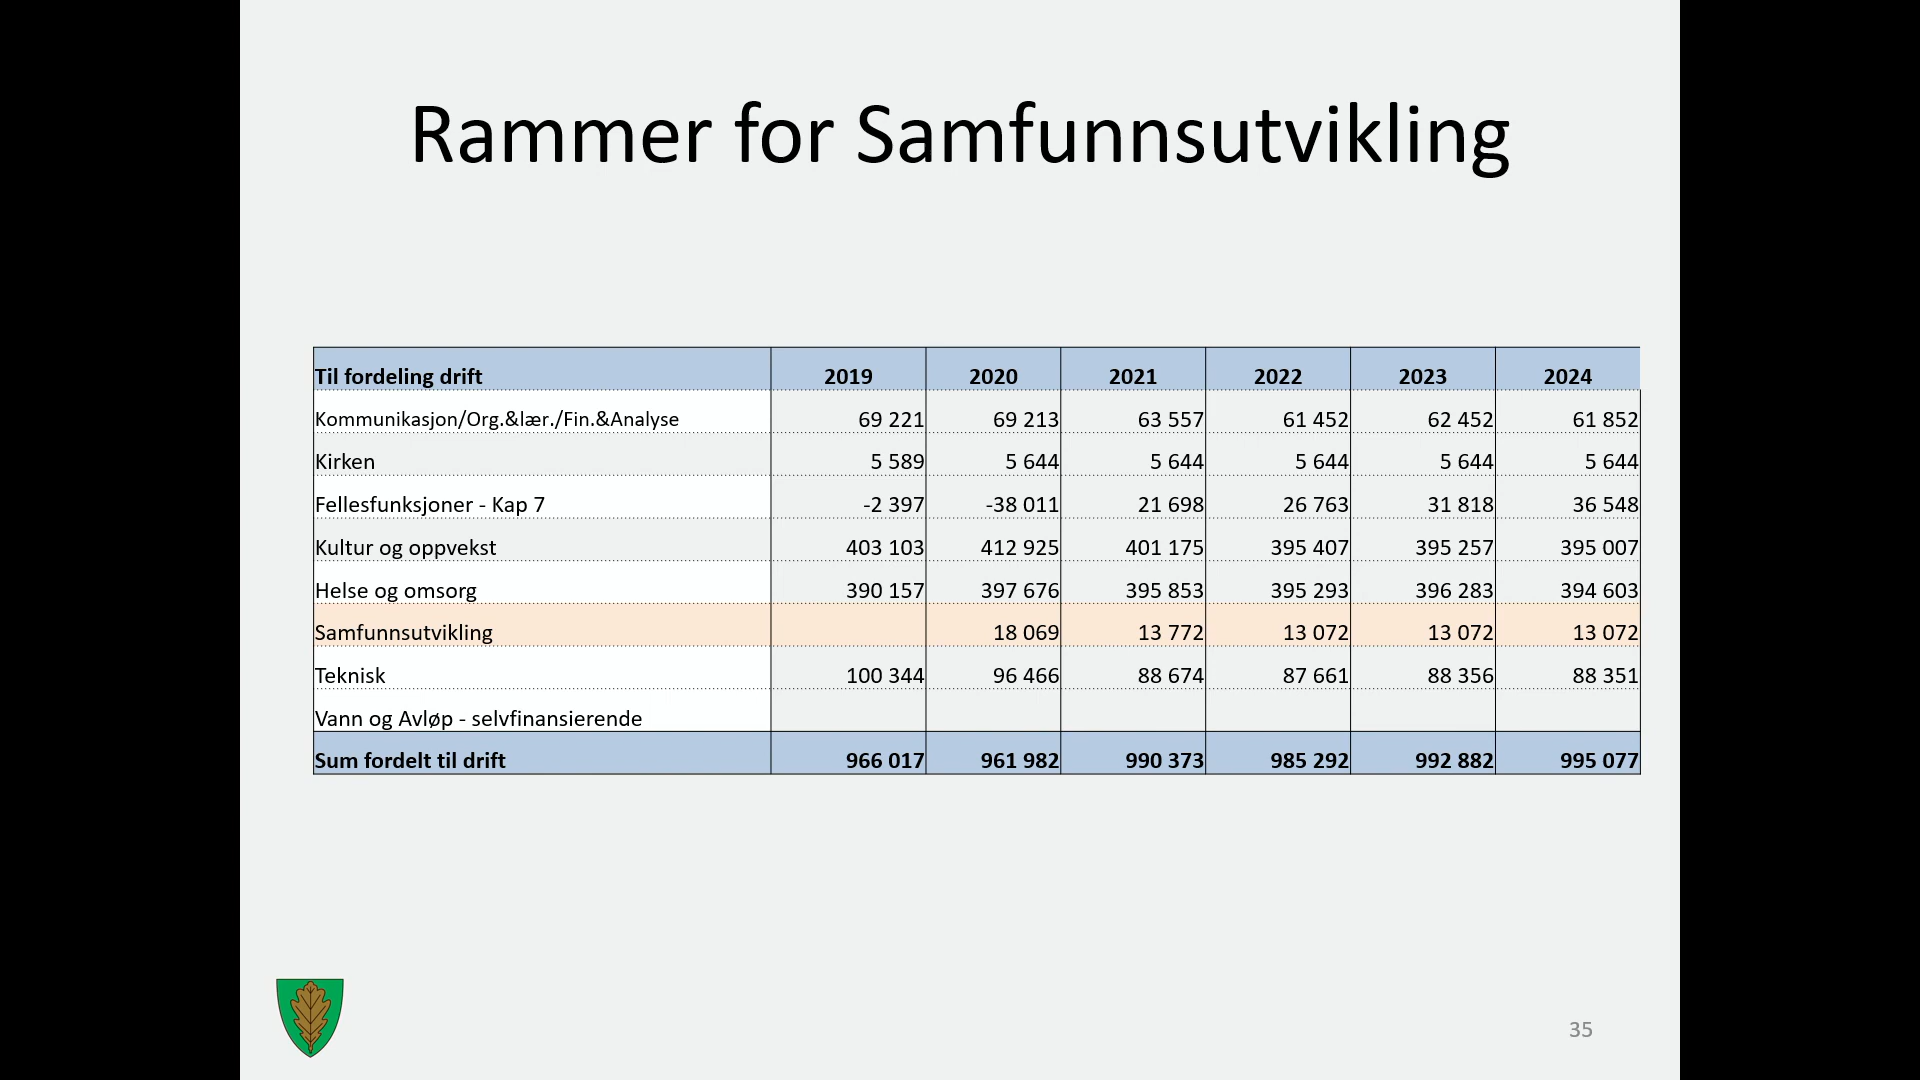 Rammer for Samfunnsutvikling
Til fordeling drift 2019 2020 2021 2022 2023 2024
Kommunikasjon/Org.&lær./Fin.&Analyse 69 221 69 213 63 557 61 452 62 452 61 852
Kirken 5 589 5 644 5 644 5 644 5 644 5 644
Fellesfunksjoner - Kap 7 -2 397 -38 011 21 698 26 763 31 818 36 548
Kultur og oppvekst 403 103 412 925 401 175 395 407 395 257 395 007
Helse og omsorg 390 157 397 676 395 853 395 293 396 283 394 603
Samfunnsutvikling 18 069 13 772 13 072 13 072 13 072
Teknisk 100 344 96 466 88 674 87 661 88 356 88 351
Vann og Avløp - selvfinansierende
Sum fordelt til drift 966 017 961 982 990 373 985 292 992 882 995 077
35